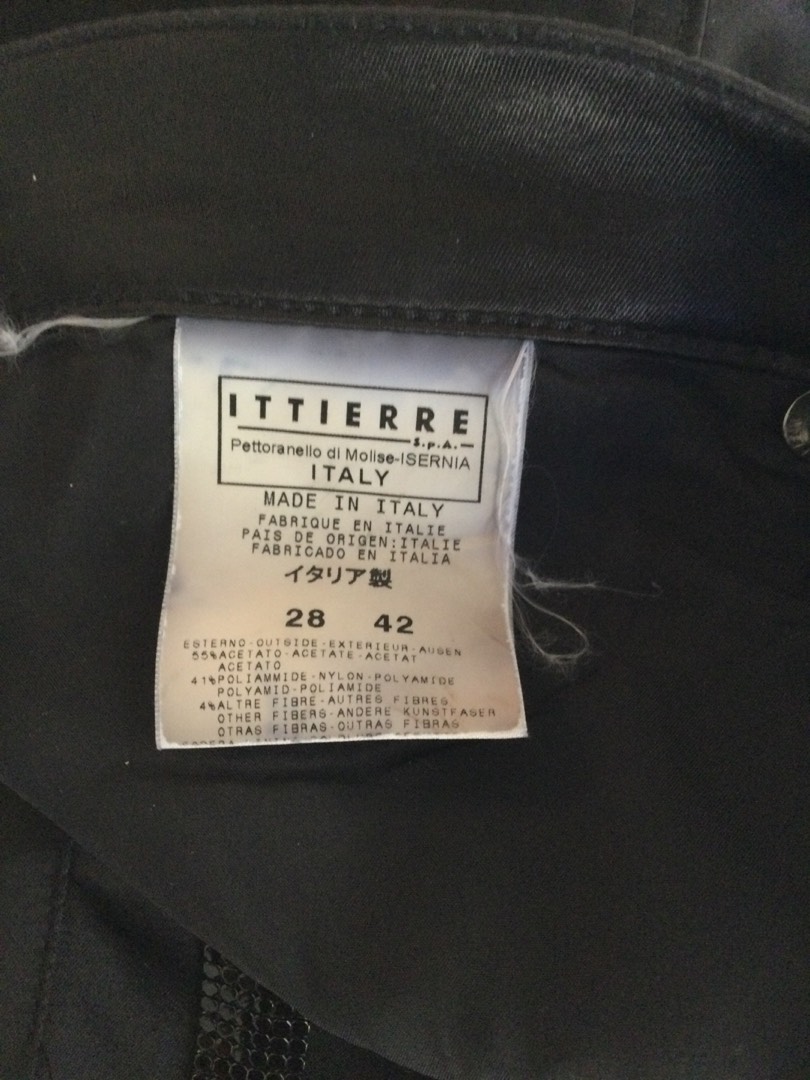 ITTIERRE
S.p.A.
Pettoranello di Molise-ISERNIA
ITALY
MADE IN ITALY
FABRIQUE EN ITALIE
PAIS DE ORIGEN:ITALIE
FABRICADO EN ITALIA
イタリア製
28 42
ESTERNO-OUTSIDE-EXTERIEUR-AUSEN
55%ACETATO-ACETATE-ACETAT
ACETATO
41%POLIAMMIDE-NYLON-POLYAMIDE
POLYAMID-POLIAMIDE
4%ALTRE FIBRE-AUTRES FIBRES
OTHER FIBERS-ANDERE KUNSTFASER
OTRAS FIBRAS-OUTRAS FIBRAS